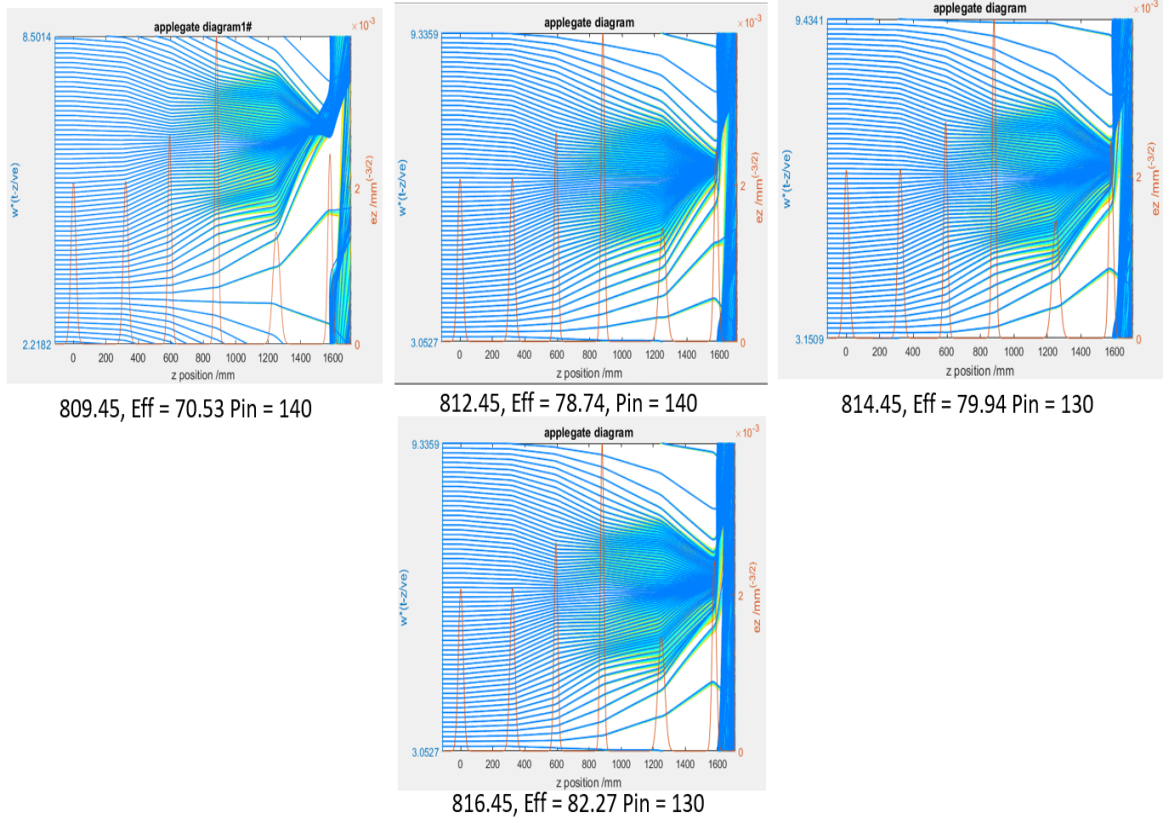 applegate diagram1#
×10⁻³
8.5014
2.2182
w*(t-z/ve)
2
0
ez /mm(-3/2)
0 200 400 600 800 1000 1200 1400 1600
z position /mm
809.45, Eff = 70.53 Pin = 140
applegate diagram
×10⁻³
9.3359
3.0527
w*(t-z/ve)
2
0
ez /mm(-3/2)
0 200 400 600 800 1000 1200 1400 1600
z position /mm
812.45, Eff = 78.74, Pin = 140
applegate diagram
×10⁻³
9.4341
3.1509
w*(t-z/ve)
2
0
ez /mm(-3/2)
0 200 400 600 800 1000 1200 1400 1600
z position /mm
814.45, Eff = 79.94 Pin = 130
applegate diagram
×10⁻³
9.3359
3.0527
w*(t-z/ve)
2
0
ez /mm(-3/2)
0 200 400 600 800 1000 1200 1400 1600
z position /mm
816.45, Eff = 82.27 Pin = 130